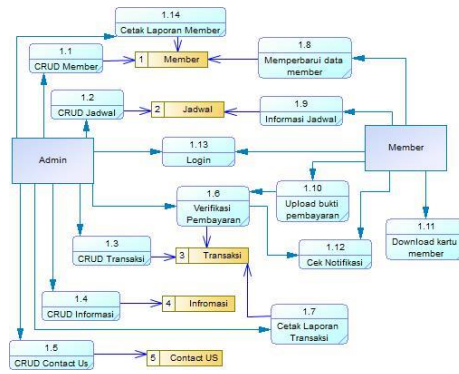 1.14
Cetak Laporan Member
1.1
CRUD Member
1 Member
1.8
Memperbarui data
member
1.2
CRUD Jadwal
2 Jadwal
1.9
Informasi Jadwal
Admin
1.13
Login
Member
1.6
Verifikasi
Pembayaran
1.10
Upload bukti
pembayaran
1.11
Download kartu
member
1.3
CRUD Transaksi
3 Transaksi
1.12
Cek Notifikasi
1.4
CRUD Informasi
4 Infromasi
1.7
Cetak Laporan
Transaksi
1.5
CRUD Contact Us
5 Contact US